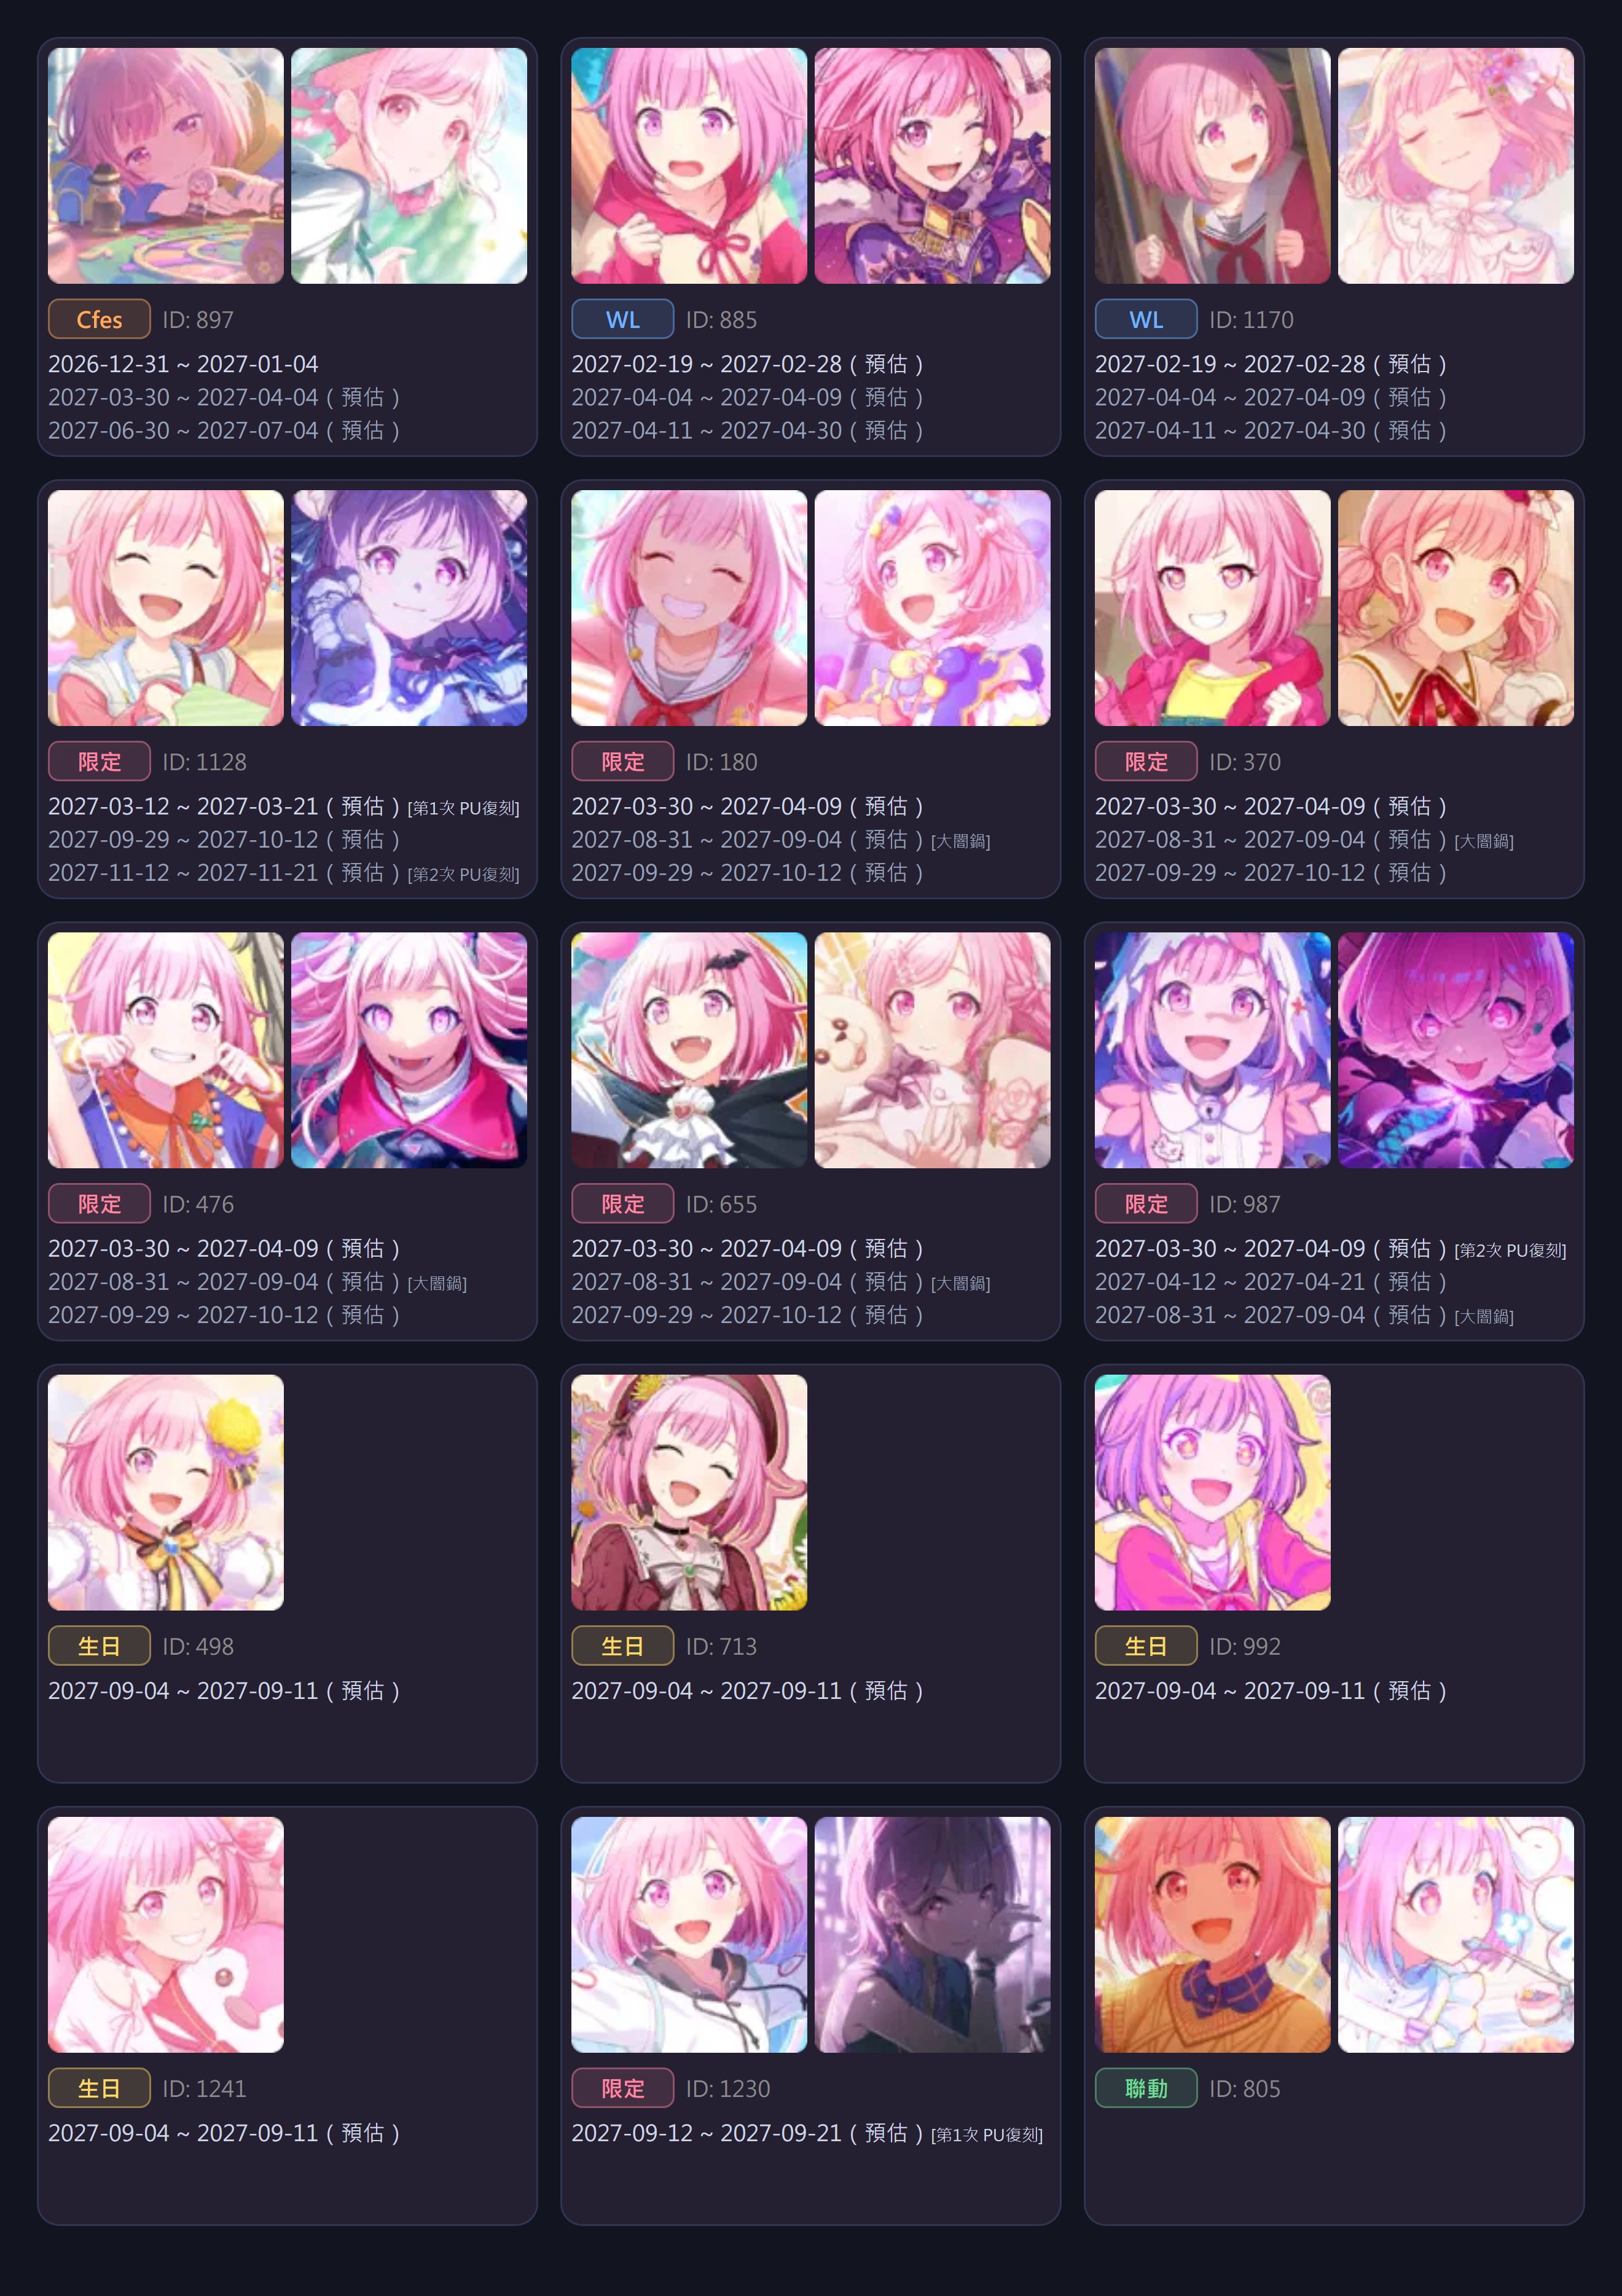 Cfes ID: 897
2026-12-31 ~ 2027-01-04
2027-03-30 ~ 2027-04-04 ( 預估 )
2027-06-30 ~ 2027-07-04 ( 預估 )
WL ID: 885
2027-02-19 ~ 2027-02-28 ( 預估 )
2027-04-04 ~ 2027-04-09 ( 預估 )
2027-04-11 ~ 2027-04-30 ( 預估 )
WL ID: 1170
2027-02-19 ~ 2027-02-28 ( 預估 )
2027-04-04 ~ 2027-04-09 ( 預估 )
2027-04-11 ~ 2027-04-30 ( 預估 )
限定 ID: 1128
2027-03-12 ~ 2027-03-21 ( 預估 ) [第1次 PU復刻]
2027-09-29 ~ 2027-10-12 ( 預估 )
2027-11-12 ~ 2027-11-21 ( 預估 ) [第2次 PU復刻]
限定 ID: 180
2027-03-30 ~ 2027-04-09 ( 預估 )
2027-08-31 ~ 2027-09-04 ( 預估 ) [大闇鍋]
2027-09-29 ~ 2027-10-12 ( 預估 )
限定 ID: 370
2027-03-30 ~ 2027-04-09 ( 預估 )
2027-08-31 ~ 2027-09-04 ( 預估 ) [大闇鍋]
2027-09-29 ~ 2027-10-12 ( 預估 )
限定 ID: 476
2027-03-30 ~ 2027-04-09 ( 預估 )
2027-08-31 ~ 2027-09-04 ( 預估 ) [大闇鍋]
2027-09-29 ~ 2027-10-12 ( 預估 )
限定 ID: 655
2027-03-30 ~ 2027-04-09 ( 預估 )
2027-08-31 ~ 2027-09-04 ( 預估 ) [大闇鍋]
2027-09-29 ~ 2027-10-12 ( 預估 )
限定 ID: 987
2027-03-30 ~ 2027-04-09 ( 預估 ) [第2次 PU復刻]
2027-04-12 ~ 2027-04-21 ( 預估 )
2027-08-31 ~ 2027-09-04 ( 預估 ) [大闇鍋]
生日 ID: 498
2027-09-04 ~ 2027-09-11 ( 預估 )
生日 ID: 713
2027-09-04 ~ 2027-09-11 ( 預估 )
生日 ID: 992
2027-09-04 ~ 2027-09-11 ( 預估 )
生日 ID: 1241
2027-09-04 ~ 2027-09-11 ( 預估 )
限定 ID: 1230
2027-09-12 ~ 2027-09-21 ( 預估 ) [第1次 PU復刻]
聯動 ID: 805